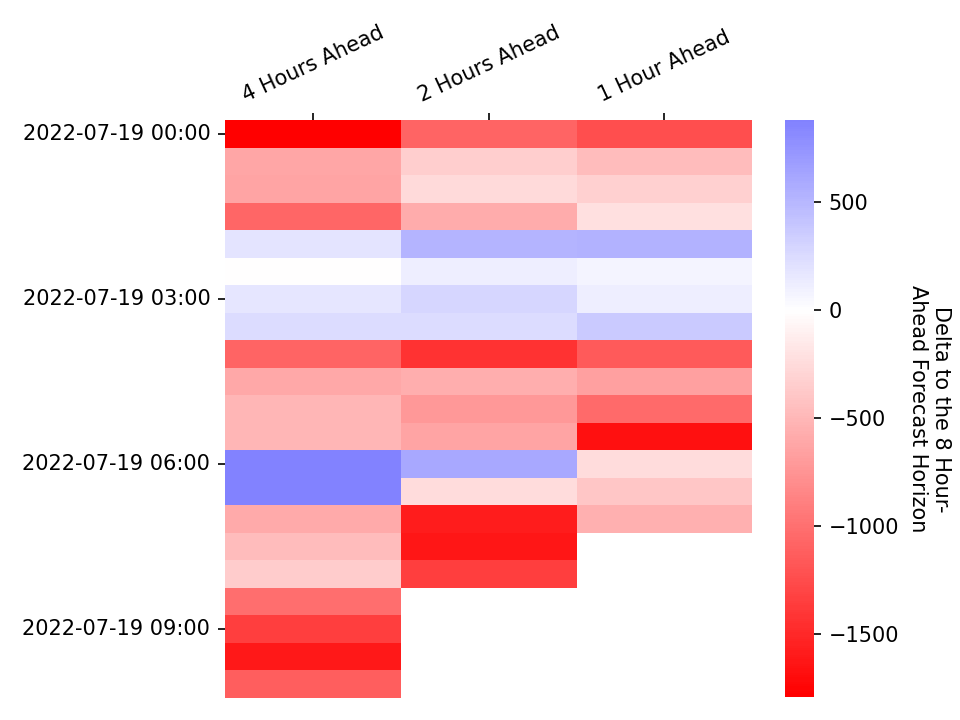 4 Hours Ahead
2 Hours Ahead
1 Hour Ahead
2022-07-19 00:00
2022-07-19 03:00
2022-07-19 06:00
2022-07-19 09:00
500
0
−500
−1000
−1500
Delta to the 8 Hour-
Ahead Forecast Horizon